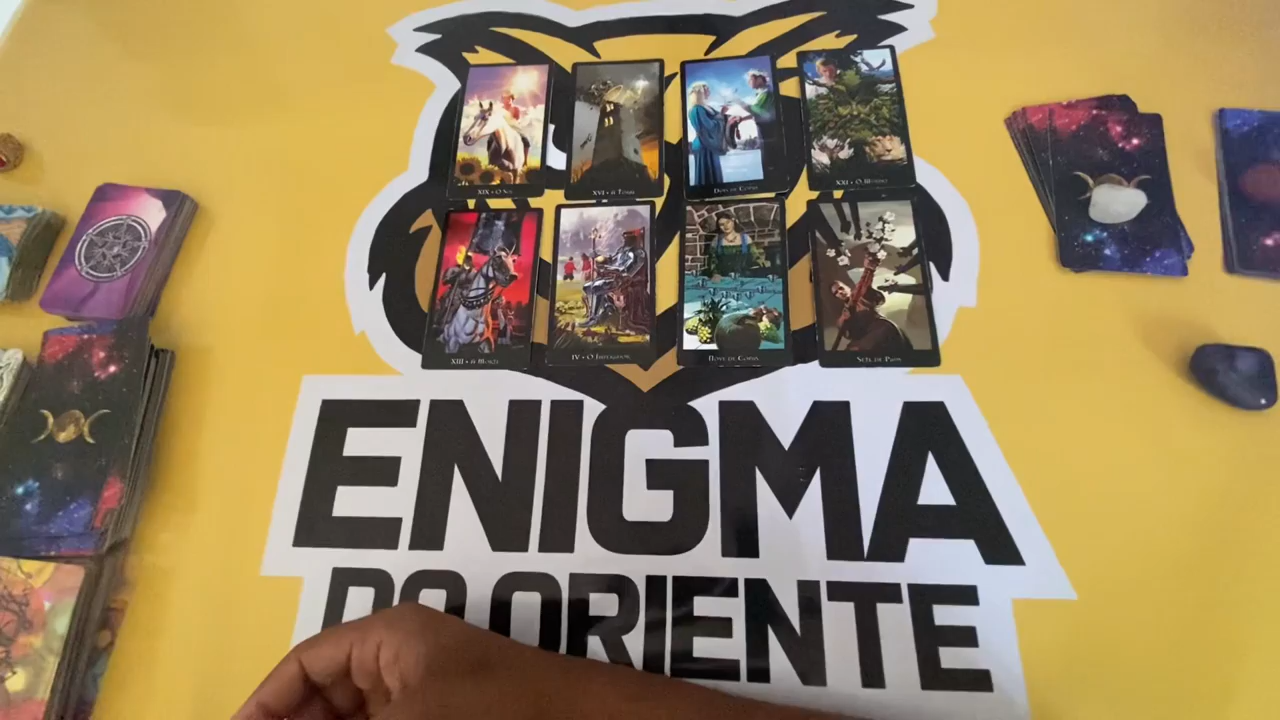 XIX • O Sol
XVI • A Torre
Dois de Copas
XXI • O Mundo
XIII • A Morte
IV • O Imperador
Nove de Copas
Seis de Paus
ENIGMA
DO ORIENTE